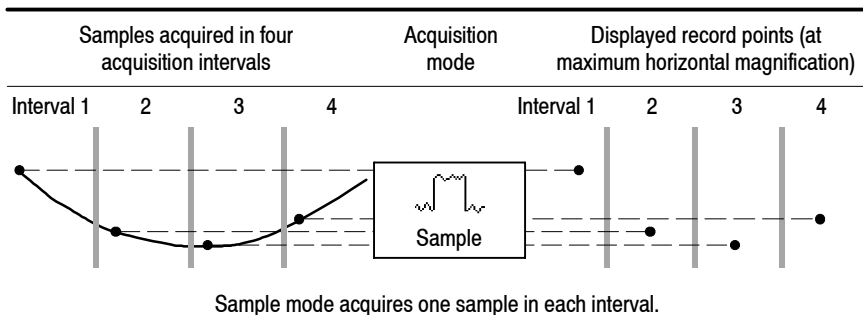 Samples acquired in four
acquisition intervals
Acquisition
mode
Displayed record points (at
maximum horizontal magnification)
Interval 1 2 3 4
Interval 1 2 3 4
Sample
Sample mode acquires one sample in each interval.